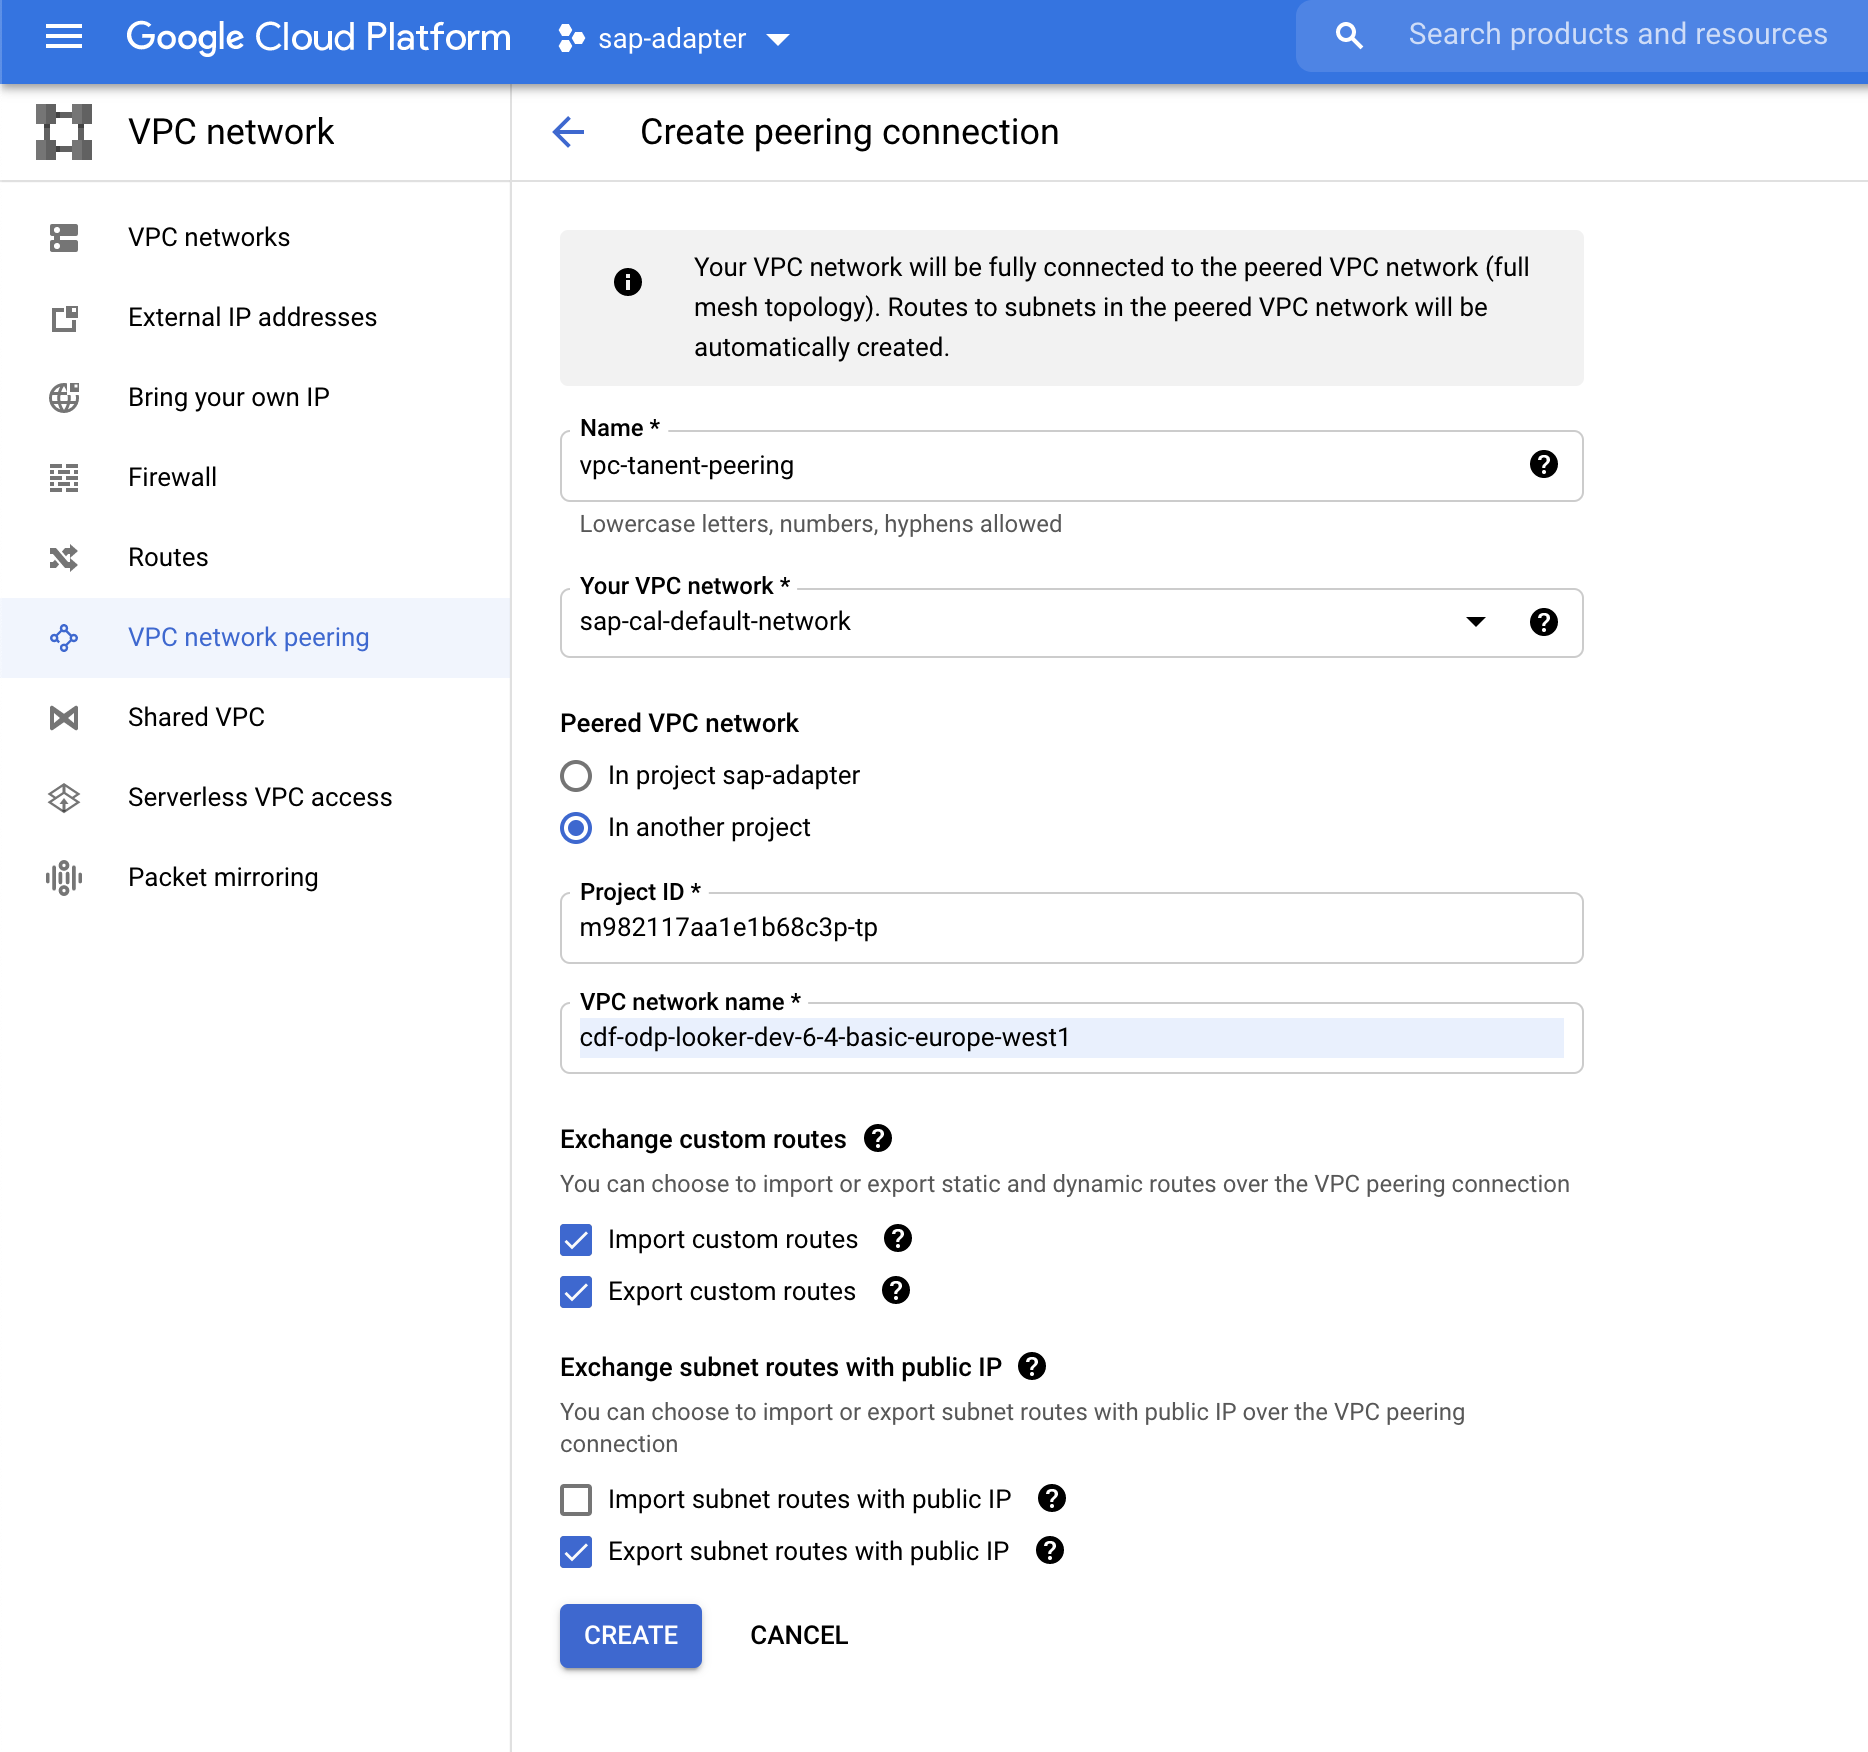 Google Cloud Platform
sap-adapter
Search products and resources
VPC network
Create peering connection
VPC networks
External IP addresses
Bring your own IP
Firewall
Routes
VPC network peering
Shared VPC
Serverless VPC access
Packet mirroring
Your VPC network will be fully connected to the peered VPC network (full
mesh topology). Routes to subnets in the peered VPC network will be
automatically created.
Name *
vpc-tanent-peering
Lowercase letters, numbers, hyphens allowed
Your VPC network *
sap-cal-default-network
Peered VPC network
In project sap-adapter
In another project
Project ID *
m982117aa1e1b68c3p-tp
VPC network name *
cdf-odp-looker-dev-6-4-basic-europe-west1
Exchange custom routes
You can choose to import or export static and dynamic routes over the VPC peering connection
Import custom routes
Export custom routes
Exchange subnet routes with public IP
You can choose to import or export subnet routes with public IP over the VPC peering
connection
Import subnet routes with public IP
Export subnet routes with public IP
CREATE
CANCEL